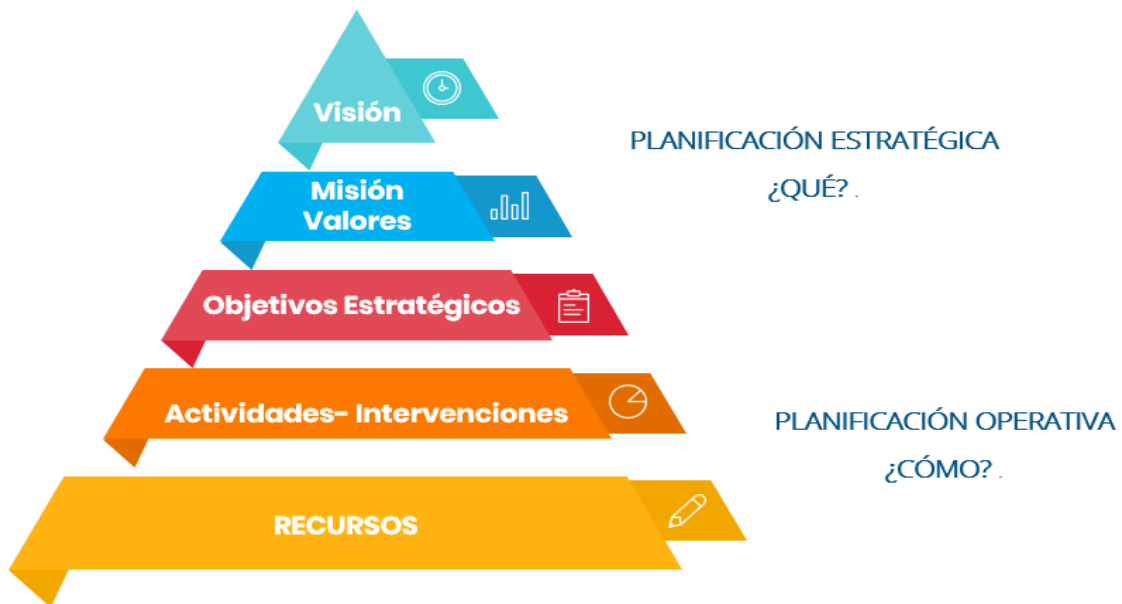 Visión
PLANIFICACIÓN ESTRATÉGICA
¿QUÉ? .
Misión
Valores
Objetivos Estratégicos
Actividades- Intervenciones
PLANIFICACIÓN OPERATIVA
¿CÓMO? .
RECURSOS